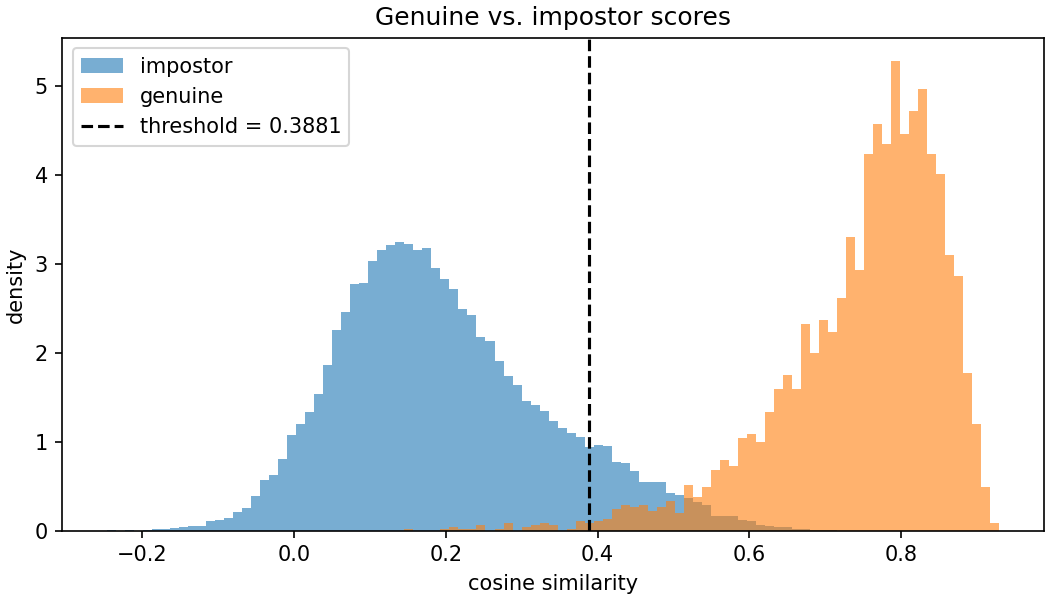 Genuine vs. impostor scores
impostor
genuine
threshold = 0.3881
density
5
4
3
2
1
0
−0.2
0.0
0.2
0.4
0.6
0.8
cosine similarity